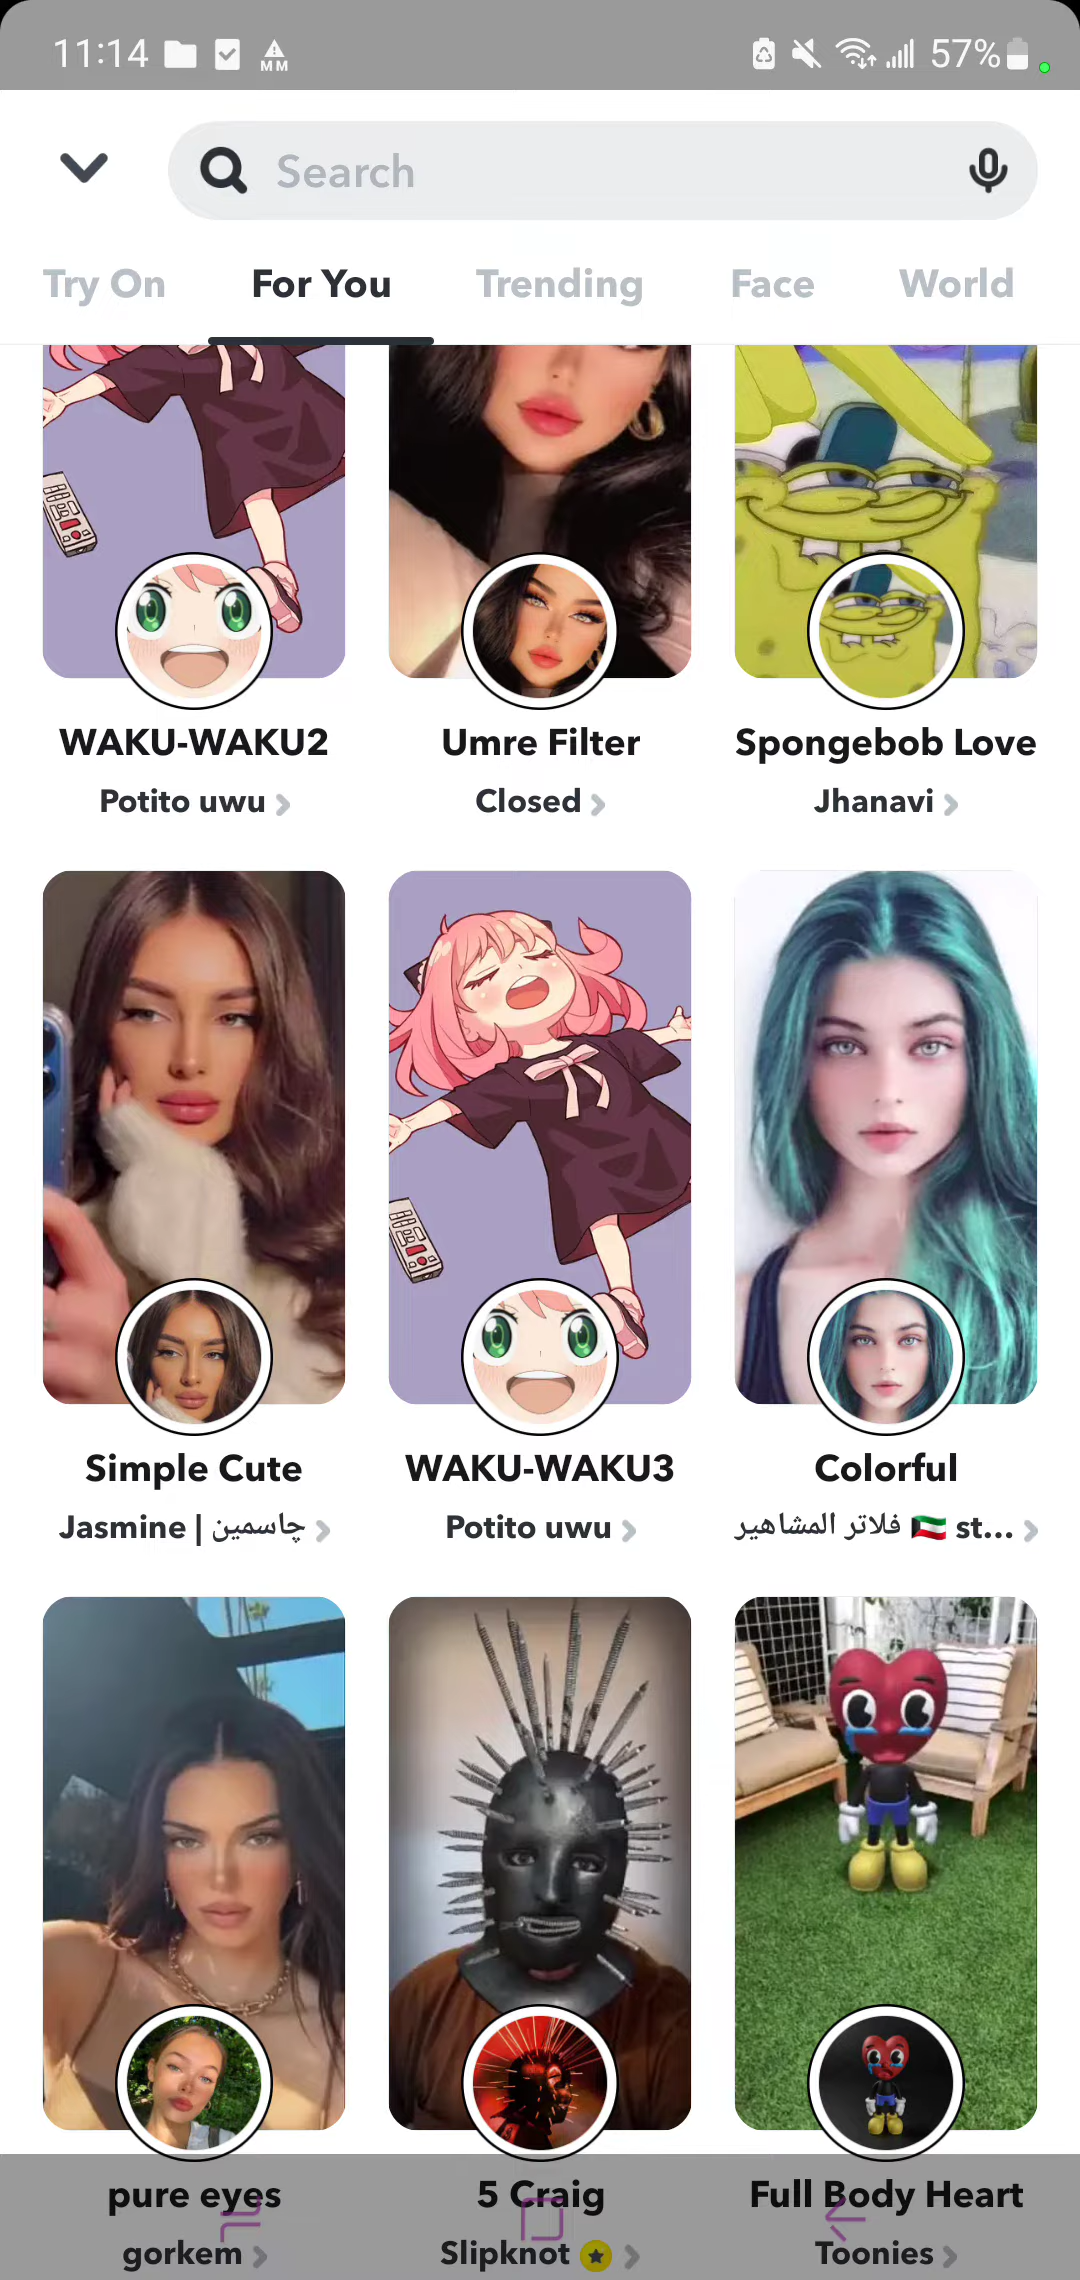 11:14
MM
57%
Search
Try On For You Trending Face World
WAKU-WAKU2 Umre Filter Spongebob Love
Potito uwu Closed Jhanavi
Simple Cute WAKU-WAKU3 Colorful
Jasmine | چاسمين Potito uwu فلاتر المشاهير 🇰🇼 st...
pure eyes 5 Craig Full Body Heart
gorkem Slipknot Toonies